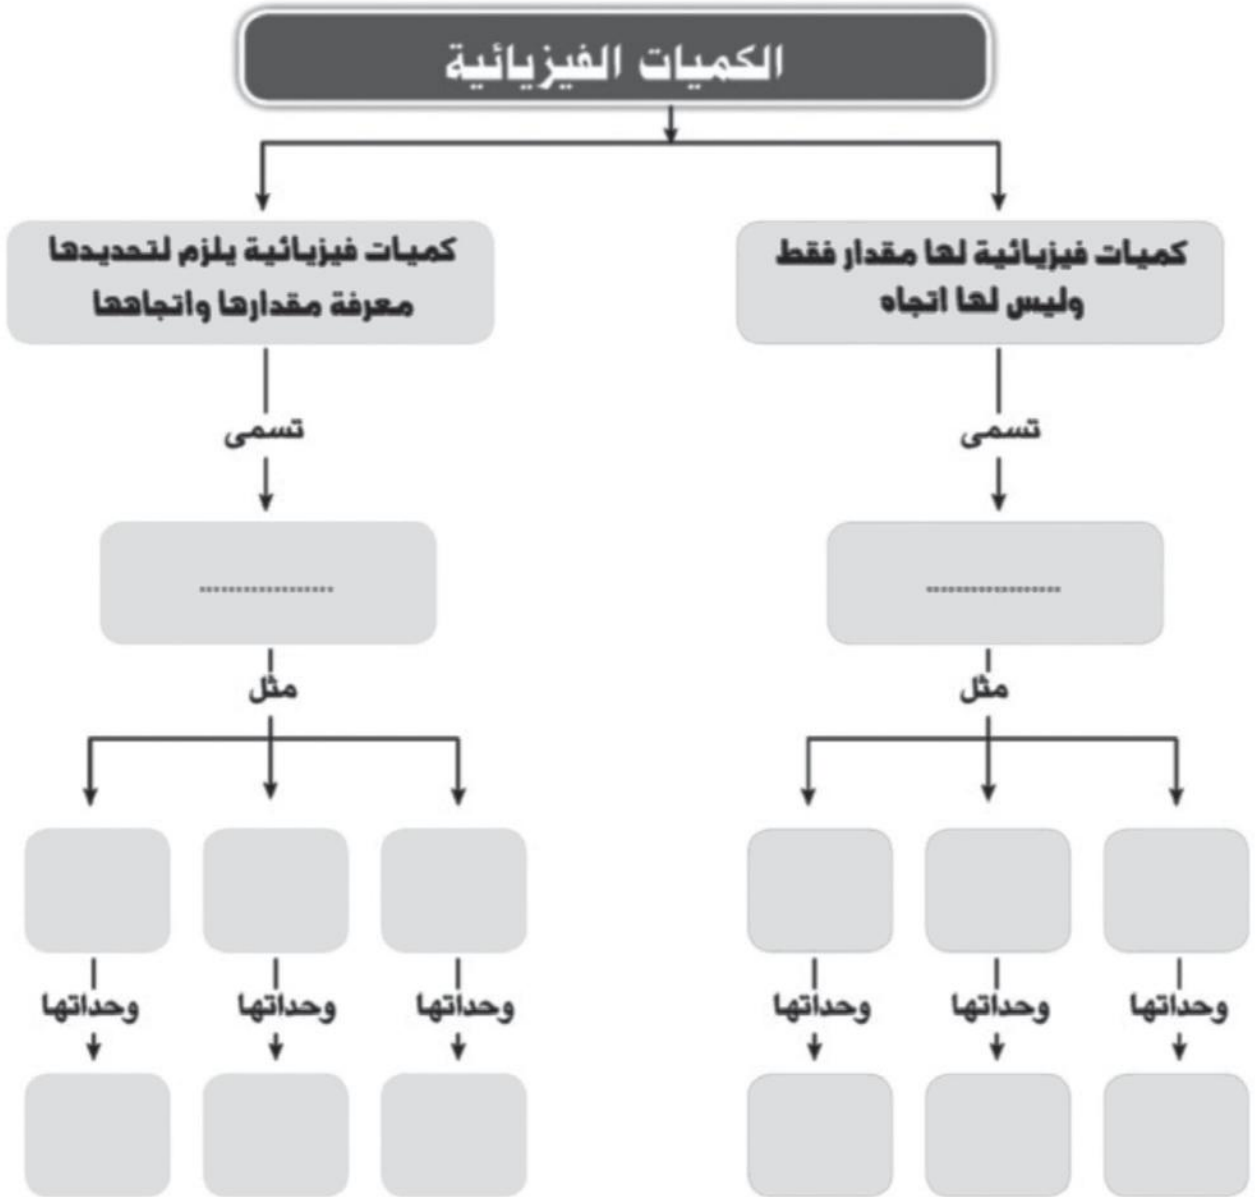 الكميات الفيزيائية
كميات فيزيائية لها مقدار فقط
وليس لها اتجاه
كميات فيزيائية يلزم لتحديدها
معرفة مقدارها واتجاهها
تسمى
تسمى
..................
..................
مثل
مثل
وحداتها
وحداتها
وحداتها
وحداتها
وحداتها
وحداتها